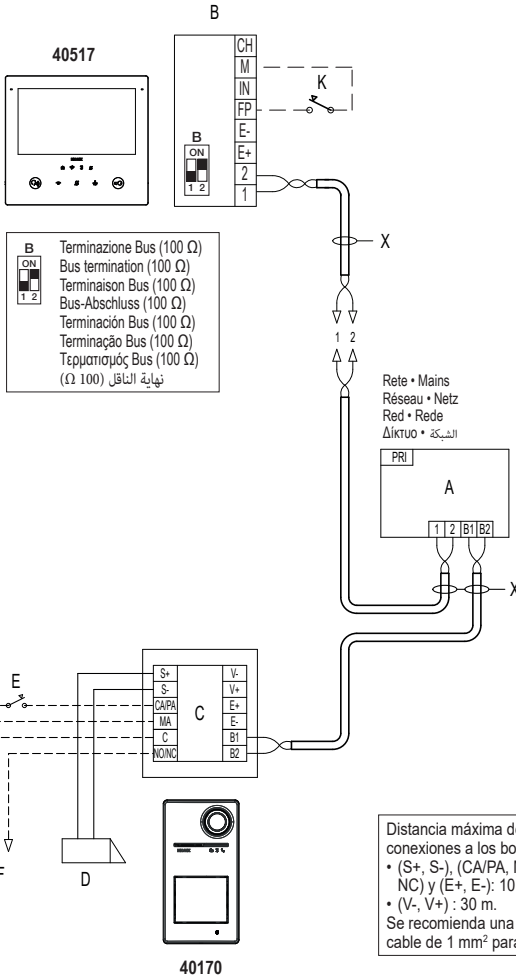 B
40517
CH
M
IN
FP
E-
E+
2
1
K
B
ON
1 2
X
B
ON
1 2
Terminazione Bus (100 Ω)
Bus termination (100 Ω)
Terminaison Bus (100 Ω)
Bus-Abschluss (100 Ω)
Terminación Bus (100 Ω)
Terminação Bus (100 Ω)
Τερματισμός Bus (100 Ω)
نهاية الناقل (100 Ω)
1 2
Rete • Mains
Réseau • Netz
Red • Rede
Δίκτυο • الشبكة
PRI
A
1 2 B1 B2
X
E
S+
S-
CA/PA
MA
C
NO/NC
C
V-
V+
E+
E-
B1
B2
D
40170
Distancia máxima de
conexiones a los bo
• (S+, S-), (CA/PA,
NC) y (E+, E-): 10
• (V-, V+) : 30 m.
Se recomienda una
cable de 1 mm² para